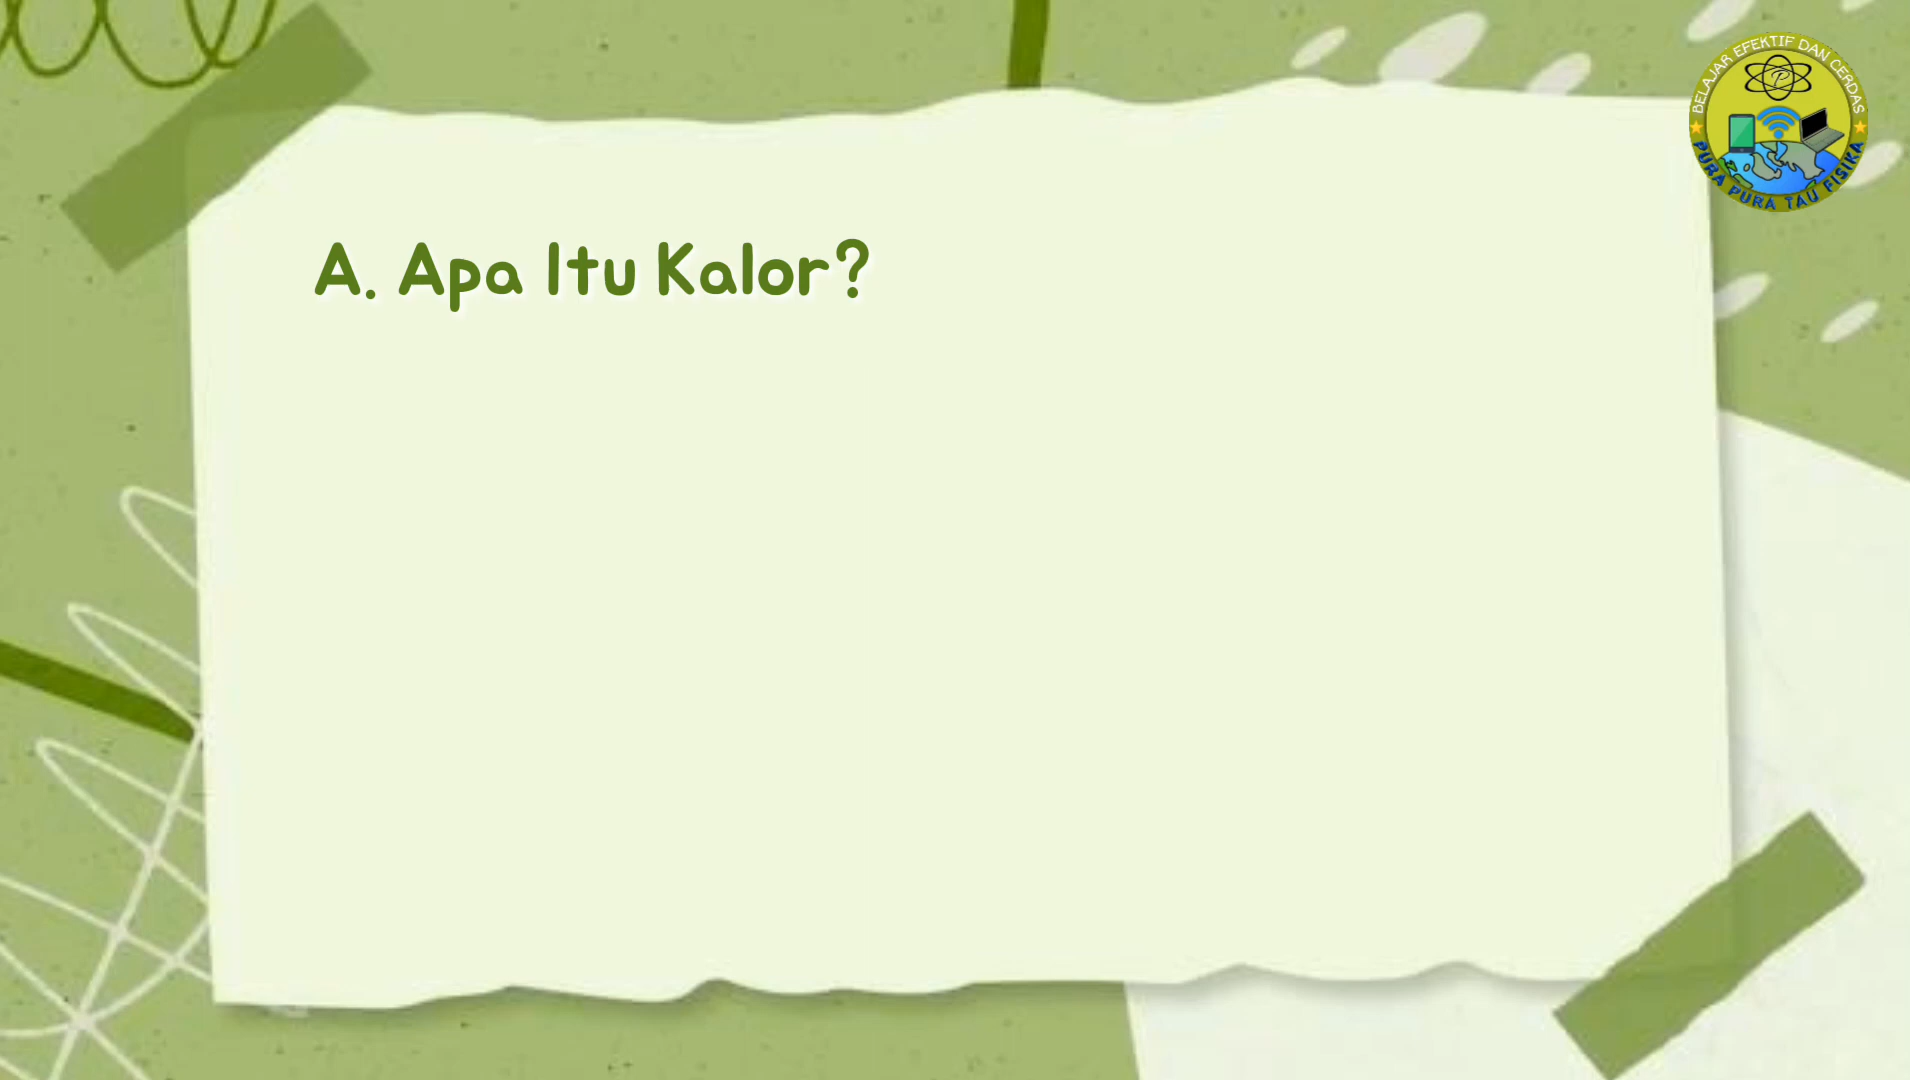 BELAJAR EFEKTIF DAN CERDAS
PURA PURA TAU FISIKA
A. Apa Itu Kalor?